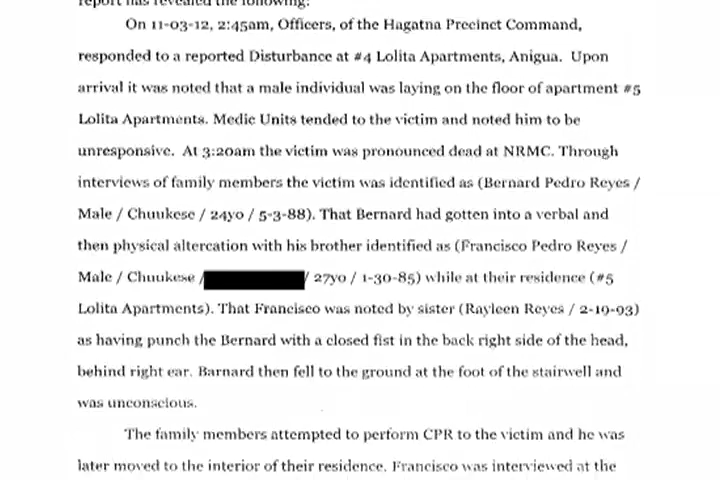 report has revealed the following:
On 11-03-12, 2:45am, Officers, of the Hagatna Precinct Command,
responded to a reported Disturbance at #4 Lolita Apartments, Anigua. Upon
arrival it was noted that a male individual was laying on the floor of apartment #5
Lolita Apartments. Medic Units tended to the victim and noted him to be
unresponsive. At 3:20am the victim was pronounced dead at NRMC. Through
interviews of family members the victim was identified as (Bernard Pedro Reyes /
Male / Chuukese / 24yo / 5-3-88). That Bernard had gotten into a verbal and
then physical altercation with his brother identified as (Francisco Pedro Reyes /
Male / Chuukese / / 27yo / 1-30-85) while at their residence (#5
Lolita Apartments). That Francisco was noted by sister (Rayleen Reyes / 2-19-93)
as having punch the Bernard with a closed fist in the back right side of the head,
behind right ear. Barnard then fell to the ground at the foot of the stairwell and
was unconscious.
The family members attempted to perform CPR to the victim and he was
later moved to the interior of their residence. Francisco was interviewed at the